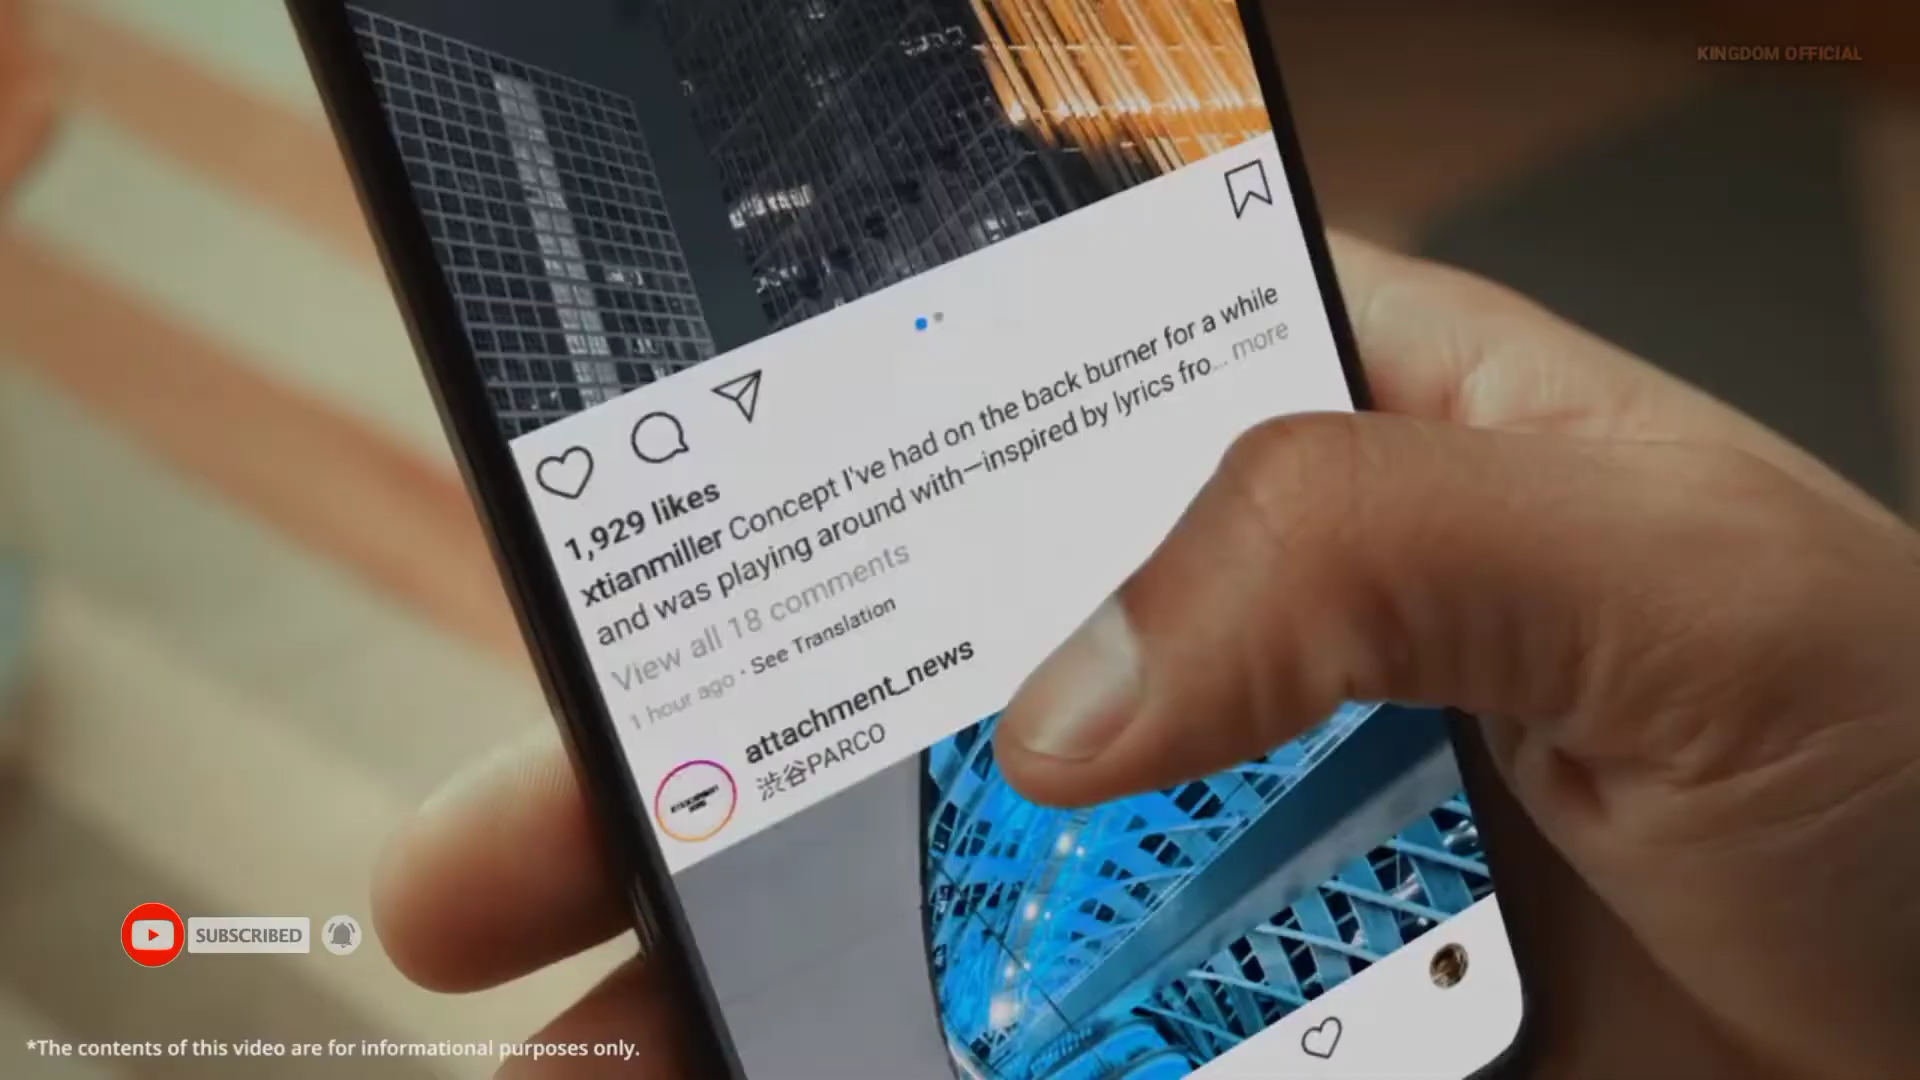 KINGDOM OFFICIAL
1,929 likes
xtianmiller Concept I've had on the back burner for a while
and was playing around with—inspired by lyrics fro... more
View all 18 comments
1 hour ago · See Translation
attachment_news
渋谷PARCO
SUBSCRIBED
*The contents of this video are for informational purposes only.